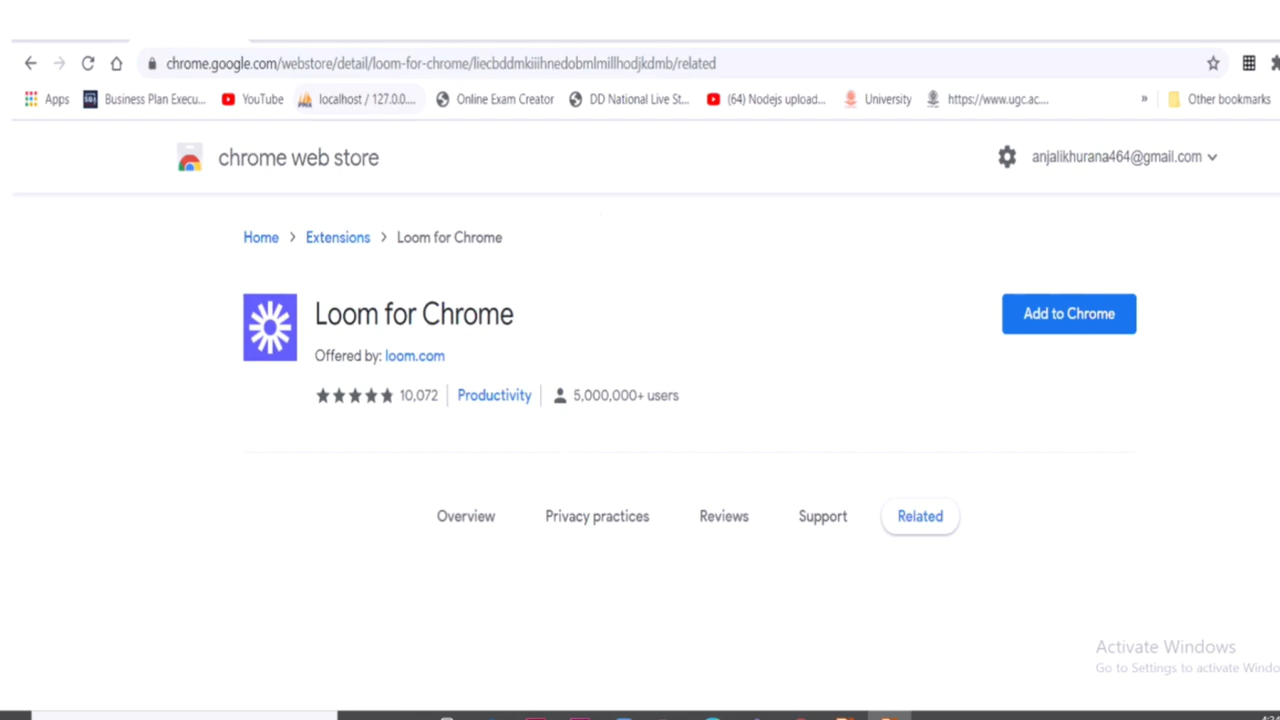 chrome.google.com/webstore/detail/loom-for-chrome/liecbddmkiiihnedobmlmillhodjkdmb/related
Apps Business Plan Execu... YouTube localhost / 127.0.0.... Online Exam Creator DD National Live St... (64) Nodejs upload... University https://www.ugc.ac.... » Other bookmarks
chrome web store anjalikhurana464@gmail.com
Home > Extensions > Loom for Chrome
Loom for Chrome
Add to Chrome
Offered by: loom.com
10,072 Productivity 5,000,000+ users
Overview Privacy practices Reviews Support Related
Activate Windows
Go to Settings to activate Windo